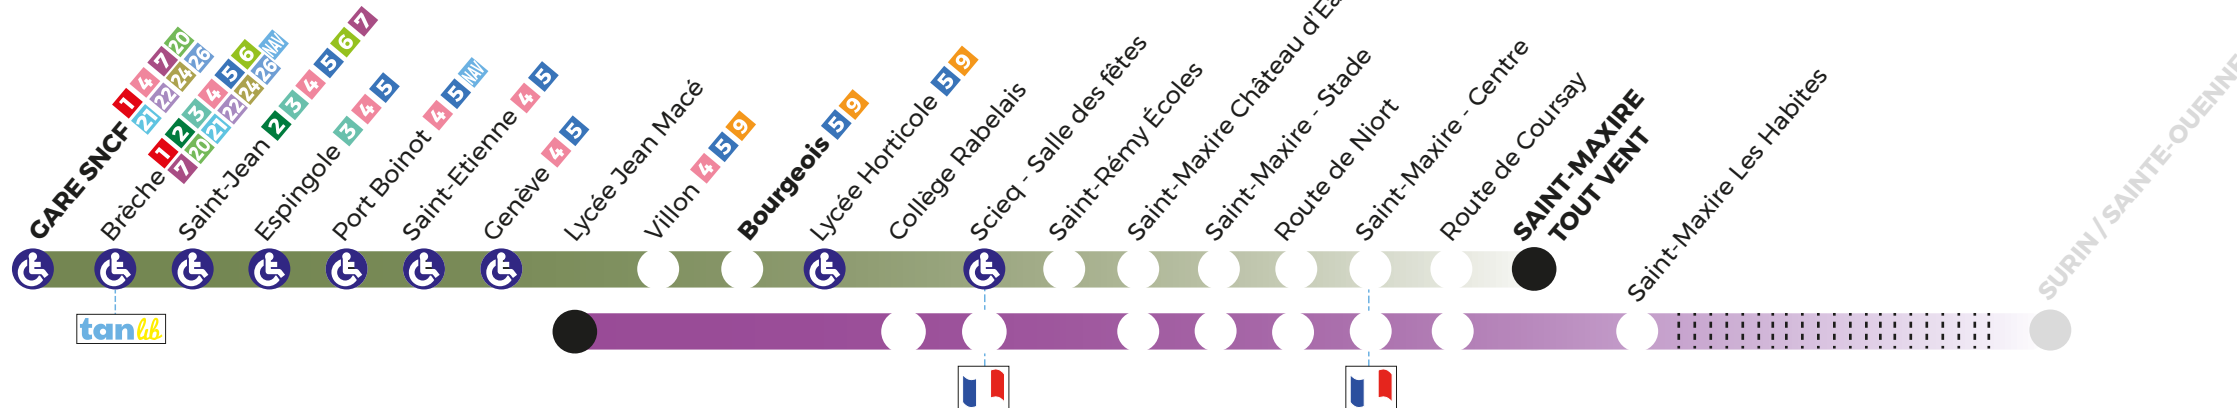 GARE SNCF 1 4 7 20
21 22 24 26
Brèche 1 2 3 4 5 6 NAV
7 20 21 22 24 26
Saint-Jean 2 3 4 5 6 7
Espingole 3 4 5
Port Boinot 4 5 NAV
Saint-Etienne 4 5
Genève 4 5
Lycée Jean Macé
Villon 4 5 9
Bourgeois 5 9
Lycée Horticole 5 9
Collège Rabelais
Sciecq - Salle des fêtes
Saint-Rémy Écoles
Saint-Maxire Château d'Ea
Saint-Maxire - Stade
Route de Niort
Saint-Maxire - Centre
Route de Coursay
SAINT-MAXIRE
TOUT VENT
Saint-Maxire Les Habites
SURIN / SAINTE-OUENNE
tanlib